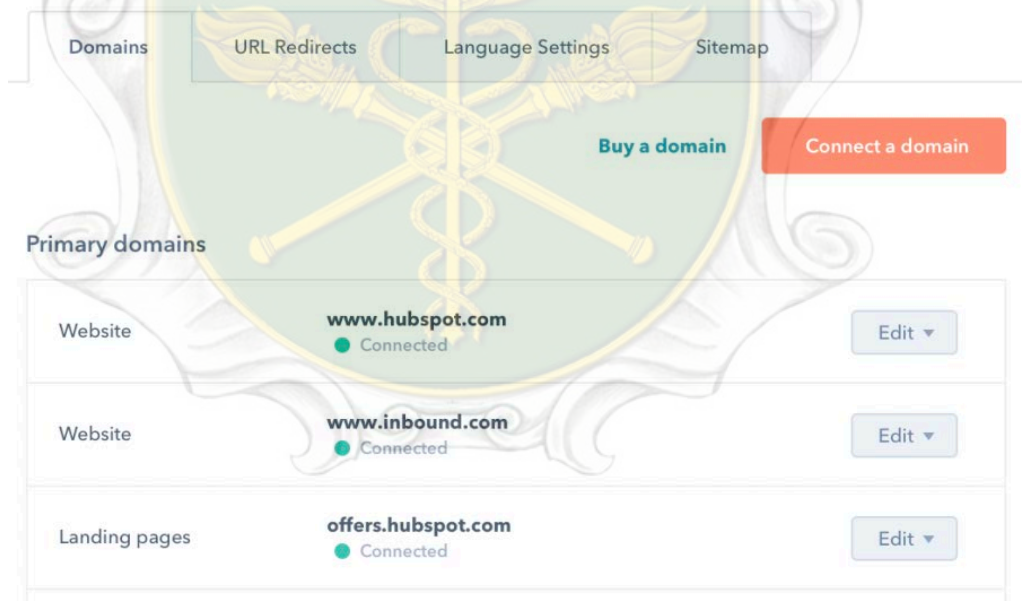 Domains URL Redirects Language Settings Sitemap
Buy a domain Connect a domain
Primary domains
Website www.hubspot.com Edit
Connected
Website www.inbound.com Edit
Connected
Landing pages offers.hubspot.com Edit
Connected